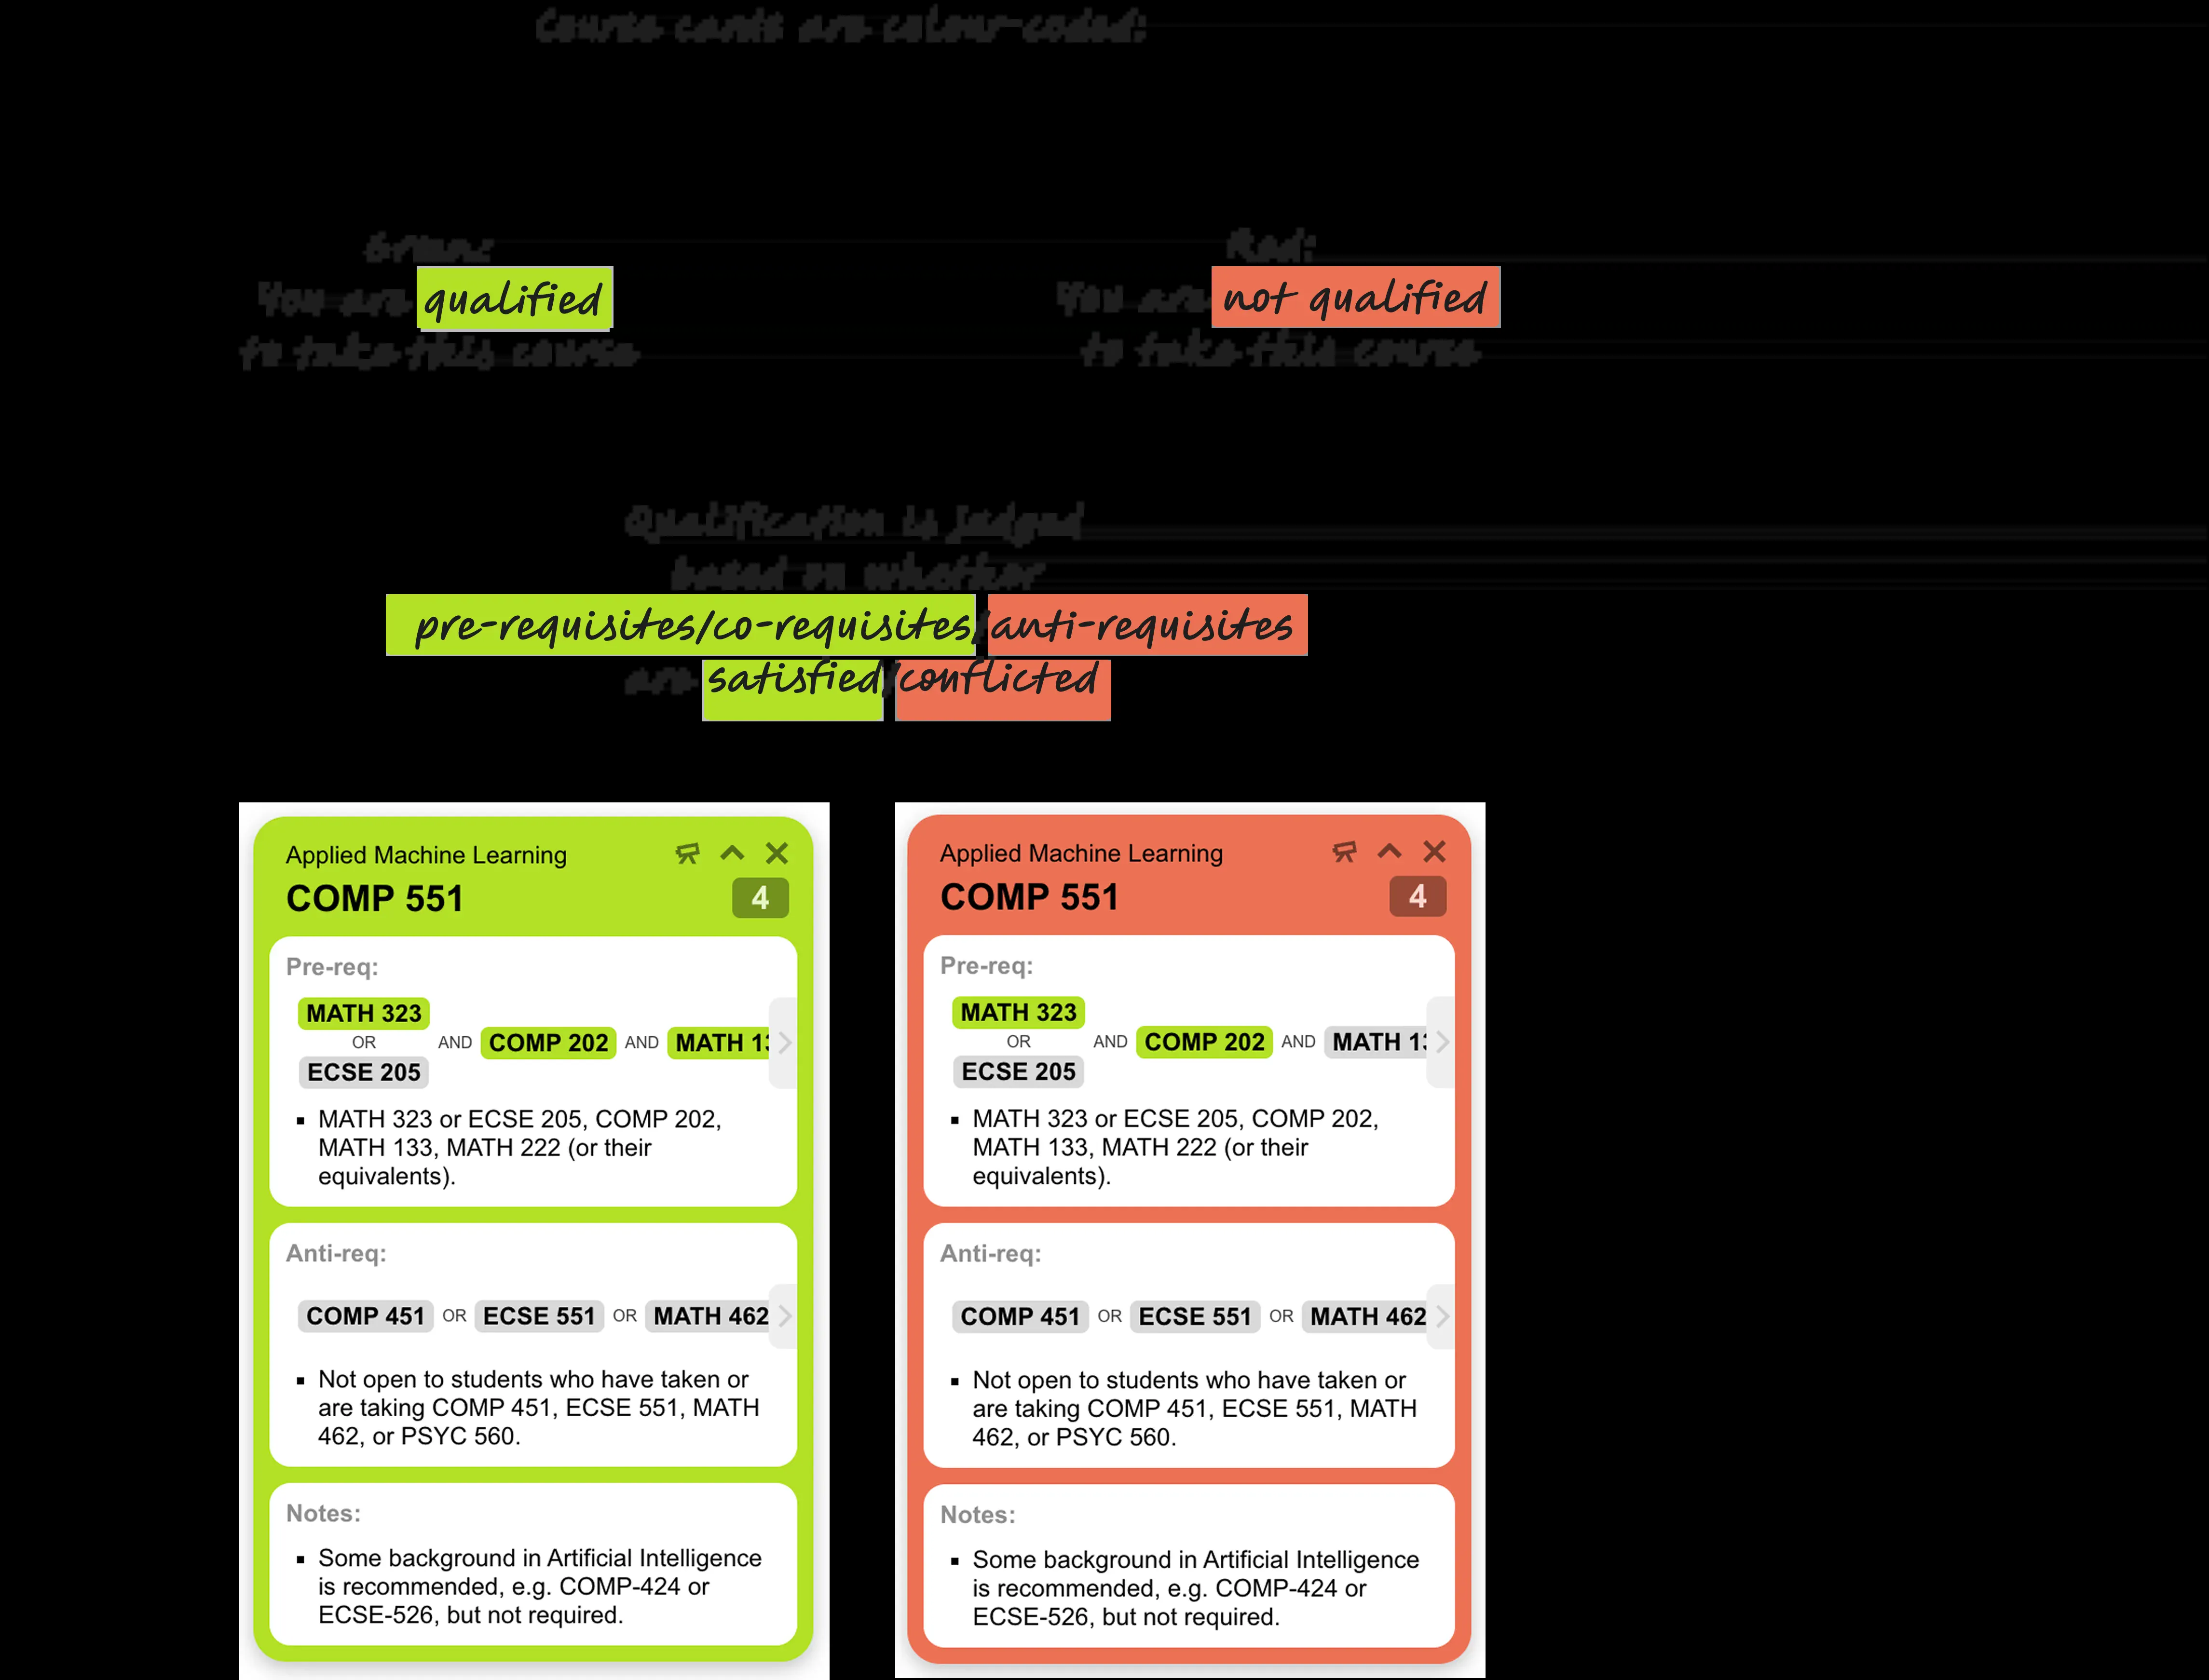 Course cards are colour-coded:
Green:
You are qualified
to take this course
Red:
You are not qualified
to take this course
Qualification is judged
based on whether
pre-requisites/co-requisites/anti-requisites
are satisfied/conflicted
Applied Machine Learning
COMP 551
4
Pre-req:
MATH 323
OR
ECSE 205
AND COMP 202 AND MATH 13
▪ MATH 323 or ECSE 205, COMP 202,
MATH 133, MATH 222 (or their
equivalents).
Anti-req:
COMP 451 OR ECSE 551 OR MATH 462
▪ Not open to students who have taken or
are taking COMP 451, ECSE 551, MATH
462, or PSYC 560.
Notes:
▪ Some background in Artificial Intelligence
is recommended, e.g. COMP-424 or
ECSE-526, but not required.
Applied Machine Learning
COMP 551
4
Pre-req:
MATH 323
OR
ECSE 205
AND COMP 202 AND MATH 13
▪ MATH 323 or ECSE 205, COMP 202,
MATH 133, MATH 222 (or their
equivalents).
Anti-req:
COMP 451 OR ECSE 551 OR MATH 462
▪ Not open to students who have taken or
are taking COMP 451, ECSE 551, MATH
462, or PSYC 560.
Notes:
▪ Some background in Artificial Intelligence
is recommended, e.g. COMP-424 or
ECSE-526, but not required.